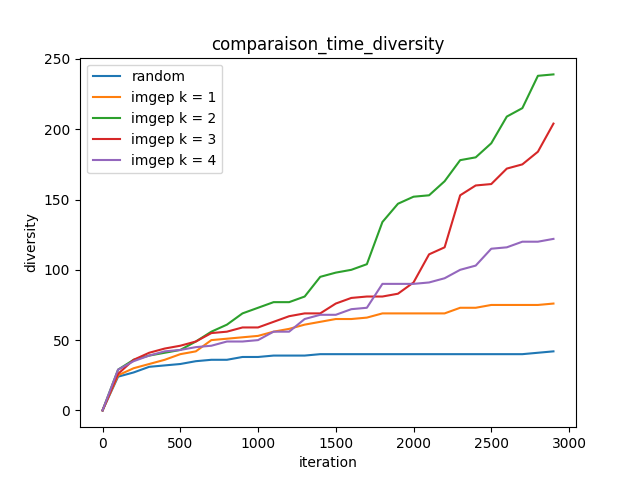 comparaison_time_diversity
250
200
150
100
50
0
diversity
random
imgep k = 1
imgep k = 2
imgep k = 3
imgep k = 4
0 500 1000 1500 2000 2500 3000
iteration